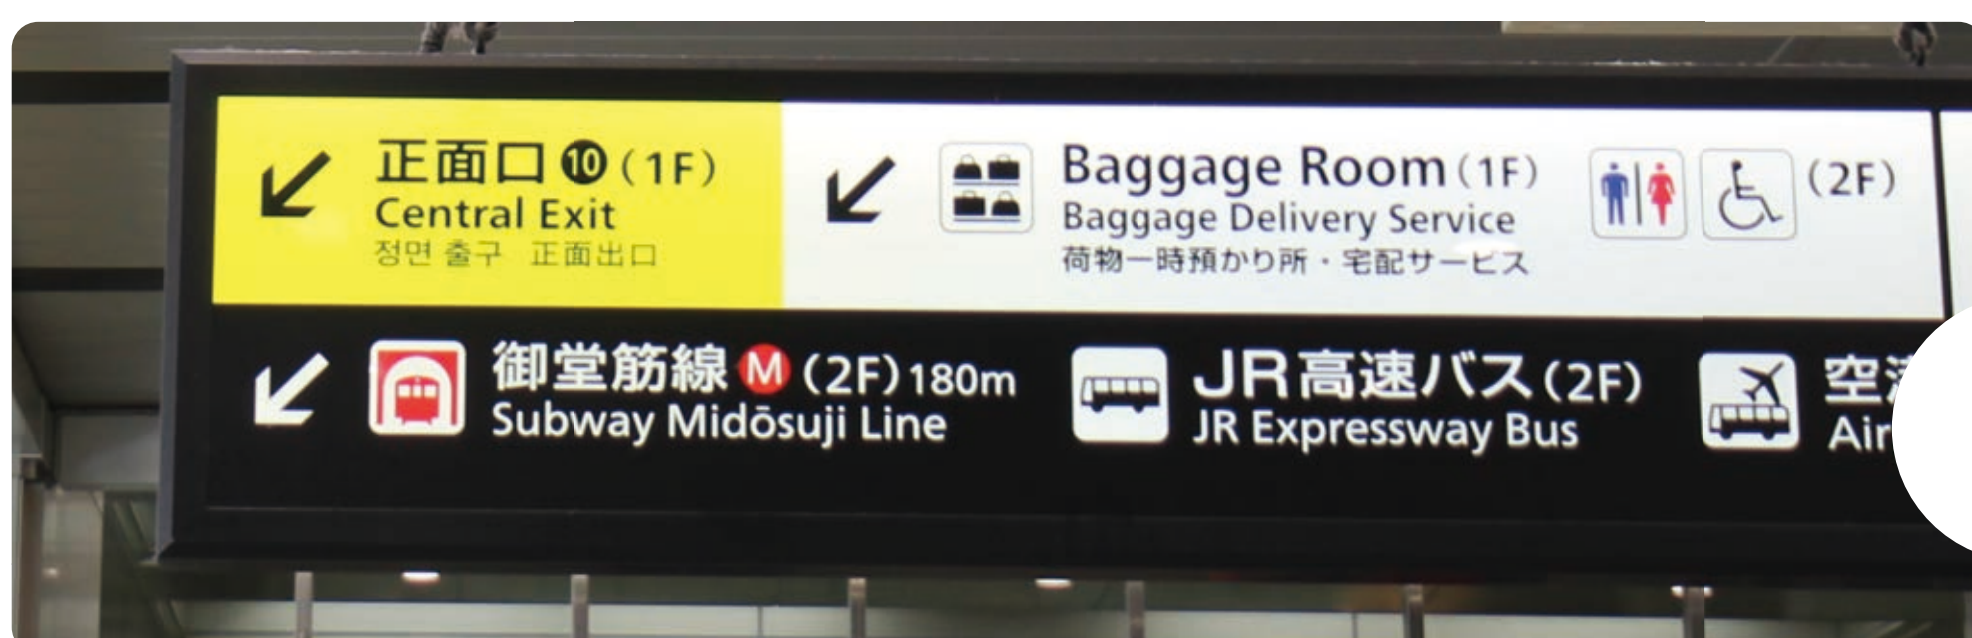 正面口 10 (1F)
Central Exit
정면 출구 正面出口
Baggage Room (1F)
Baggage Delivery Service
荷物一時預かり所・宅配サービス
(2F)
御堂筋線 M (2F) 180m
Subway Midōsuji Line
JR高速バス (2F)
JR Expressway Bus
空
Air